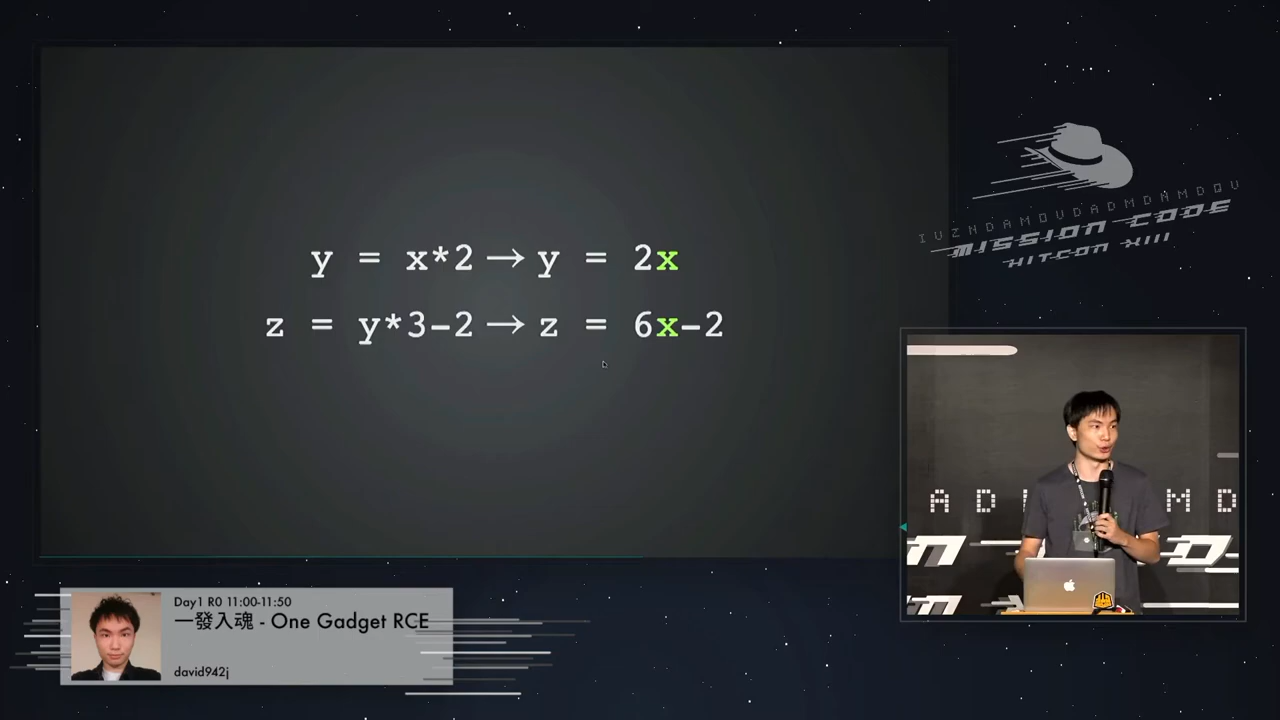 y = x*2→y = 2x
z = y*3-2→z = 6x-2
IVZNDAMOUDADMDNMDQU
MISSION CODE
HITCON XIII
A D
M D
Day1 R0 11:00-11:50
一發入魂 - One Gadget RCE
david942j